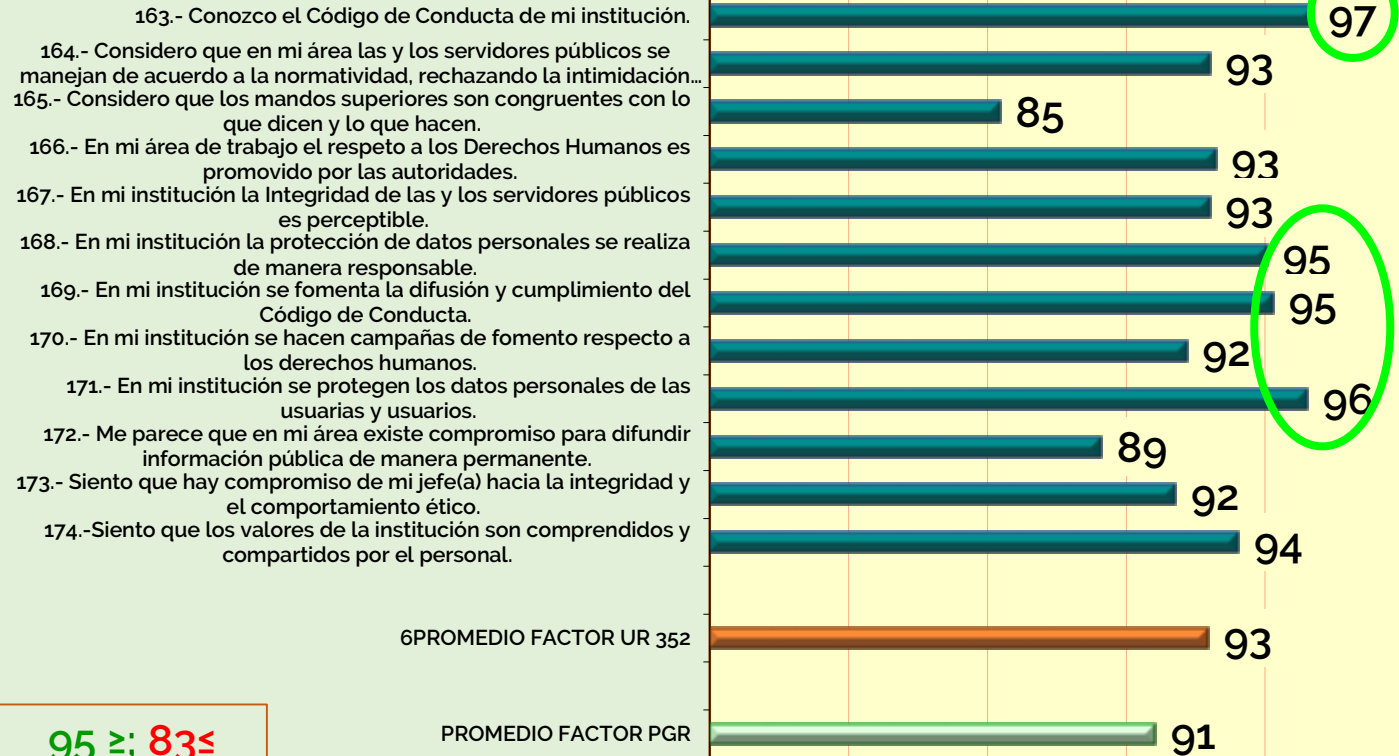 163.- Conozco el Código de Conducta de mi institución.
97
164.- Considero que en mi área las y los servidores públicos se
manejan de acuerdo a la normatividad, rechazando la intimidación...
93
165.- Considero que los mandos superiores son congruentes con lo
que dicen y lo que hacen.
85
166.- En mi área de trabajo el respeto a los Derechos Humanos es
promovido por las autoridades.
93
167.- En mi institución la Integridad de las y los servidores públicos
es perceptible.
93
168.- En mi institución la protección de datos personales se realiza
de manera responsable.
95
169.- En mi institución se fomenta la difusión y cumplimiento del
Código de Conducta.
95
170.- En mi institución se hacen campañas de fomento respecto a
los derechos humanos.
92
171.- En mi institución se protegen los datos personales de las
usuarias y usuarios.
96
172.- Me parece que en mi área existe compromiso para difundir
información pública de manera permanente.
89
173.- Siento que hay compromiso de mi jefe(a) hacia la integridad y
el comportamiento ético.
92
174.-Siento que los valores de la institución son comprendidos y
compartidos por el personal.
94
6PROMEDIO FACTOR UR 352
93
PROMEDIO FACTOR PGR
91
95 ≥; 83≤